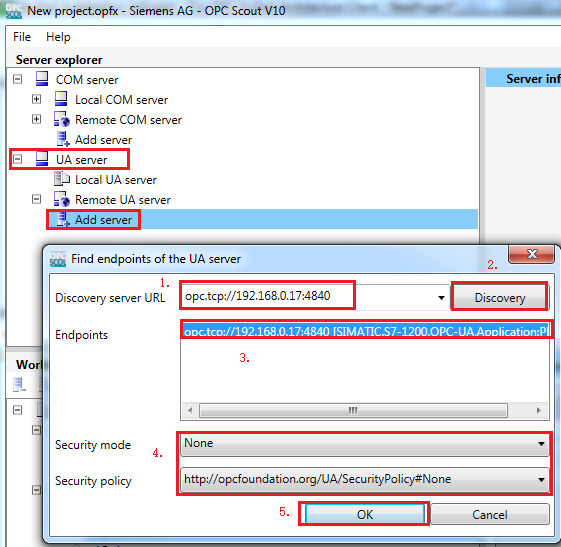 New project.opfx - Siemens AG - OPC Scout V10
File Help
Server explorer
COM server
Server inf
Local COM server
Remote COM server
Add server
UA server
Local UA server
Remote UA server
Add server
Find endpoints of the UA server
1.
2.
Discovery server URL opc.tcp://192.168.0.17:4840 Discovery
Endpoints opc.tcp://192.168.0.17:4840 [SIMATIC.S7-1200.OPC-UA.Application:Pl
3.
Work
Security mode None
4.
Security policy http://opcfoundation.org/UA/SecurityPolicy#None
5. OK Cancel